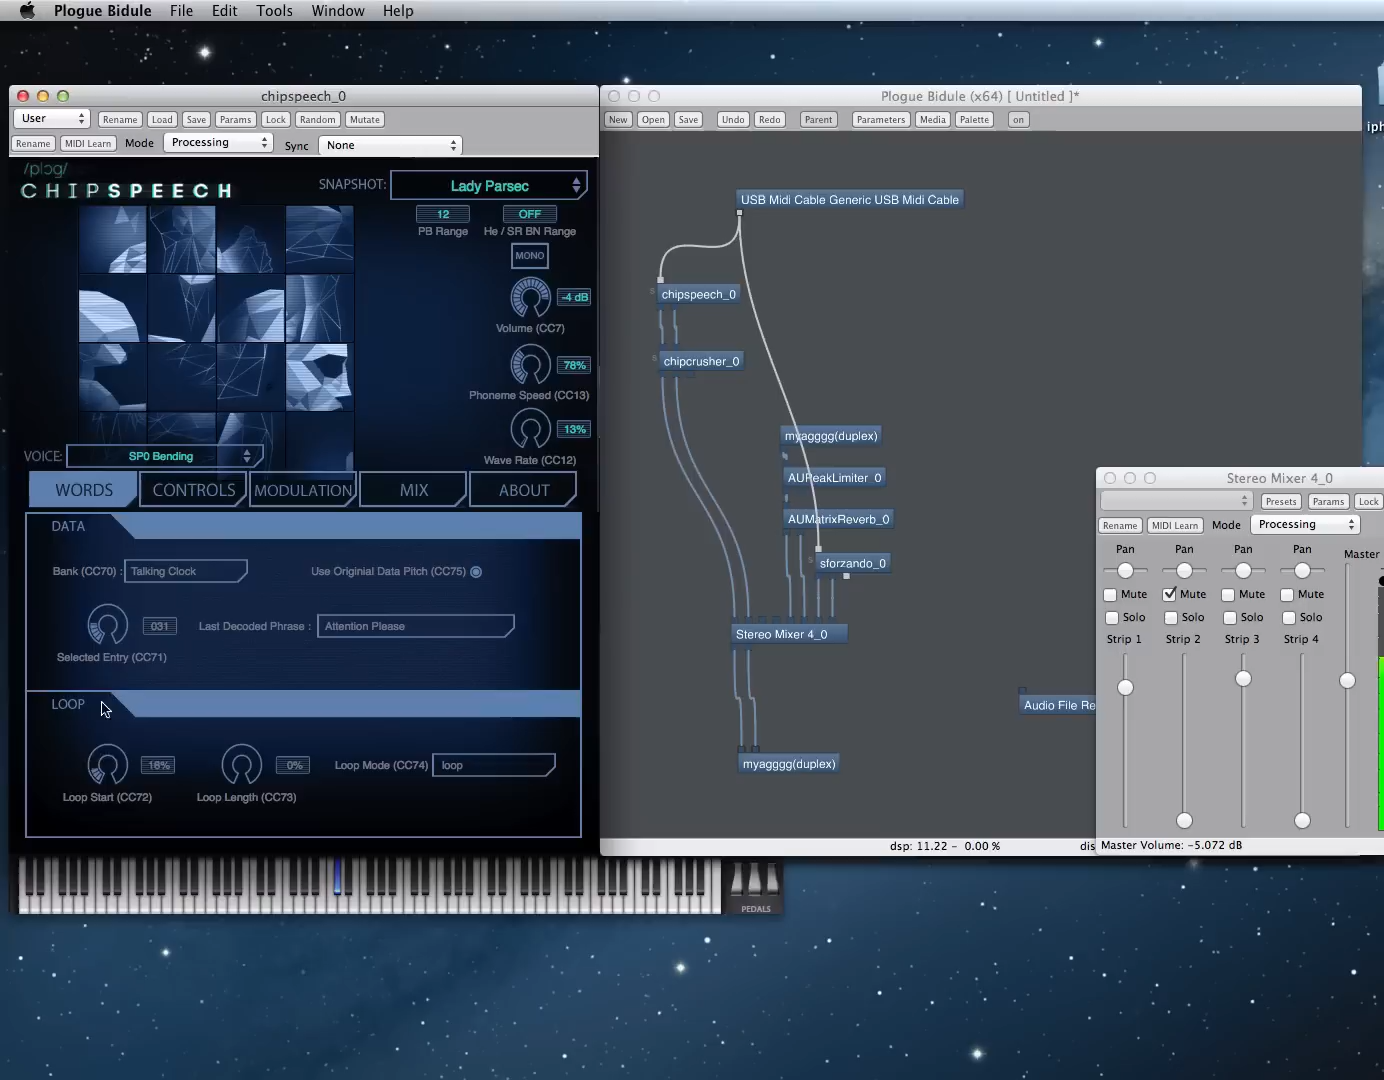 Plogue Bidule File Edit Tools Window Help
chipspeech_0
User Rename Load Save Params Lock Random Mutate
Rename MIDI Learn Mode Processing Sync None
/plog/
CHIPSPEECH
SNAPSHOT: Lady Parsec
12 OFF
PB Range He / SR BN Range
MONO
-4 dB
Volume (CC7)
78%
Phoneme Speed (CC13)
13%
Wave Rate (CC12)
VOICE: SP0 Bending
WORDS CONTROLS MODULATION MIX ABOUT
DATA
Bank (CC70) : Talking Clock Use Originial Data Pitch (CC75)
031 Last Decoded Phrase : Attention Please
Selected Entry (CC71)
LOOP
16% 0% Loop Mode (CC74) loop
Loop Start (CC72) Loop Length (CC73)
PEDALS
Plogue Bidule (x64) [ Untitled ]*
New Open Save Undo Redo Parent Parameters Media Palette on
USB Midi Cable Generic USB Midi Cable
s chipspeech_0
s chipcrusher_0
myagggg(duplex)
AUPeakLimiter_0
AUMatrixReverb_0
s sforzando_0
Stereo Mixer 4_0
Audio File Re
myagggg(duplex)
dsp: 11.22 - 0.00 % dis
iph
Stereo Mixer 4_0
Presets Params Lock
Rename MIDI Learn Mode Processing
Pan Pan Pan Pan Master
Mute Mute Mute Mute
Solo Solo Solo Solo
Strip 1 Strip 2 Strip 3 Strip 4
Master Volume: -5.072 dB